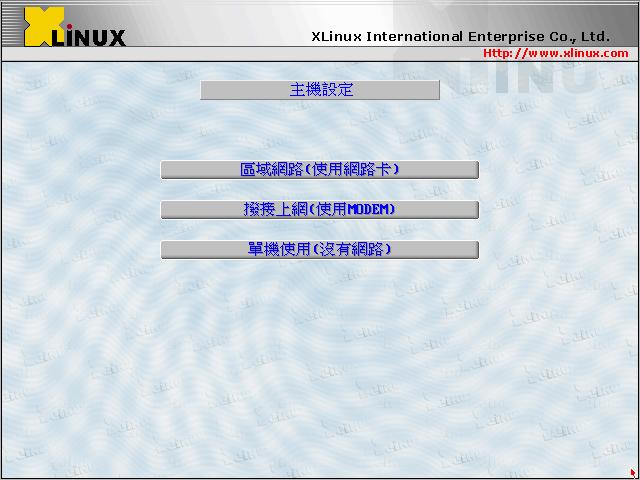 XLiNUX
XLinux International Enterprise Co., Ltd.
Http://www.xlinux.com
主機設定
區域網路(使用網路卡)
撥接上網(使用MODEM)
單機使用(沒有網路)